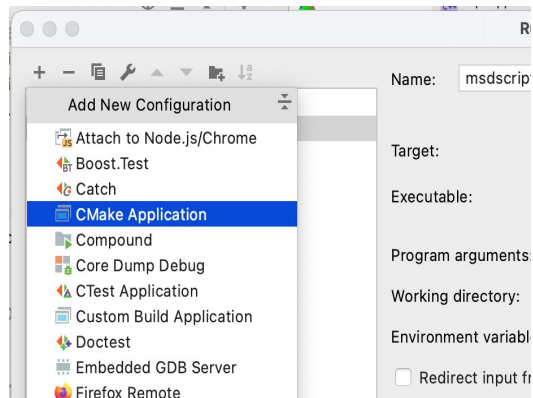 Name:
msdscrip
Add New Configuration
Attach to Node.js/Chrome
Boost.Test
Catch
CMake Application
Compound
Core Dump Debug
CTest Application
Custom Build Application
Doctest
Embedded GDB Server
Firefox Remote
Target:
Executable:
Program arguments:
Working directory:
Environment variabl
Redirect input fr